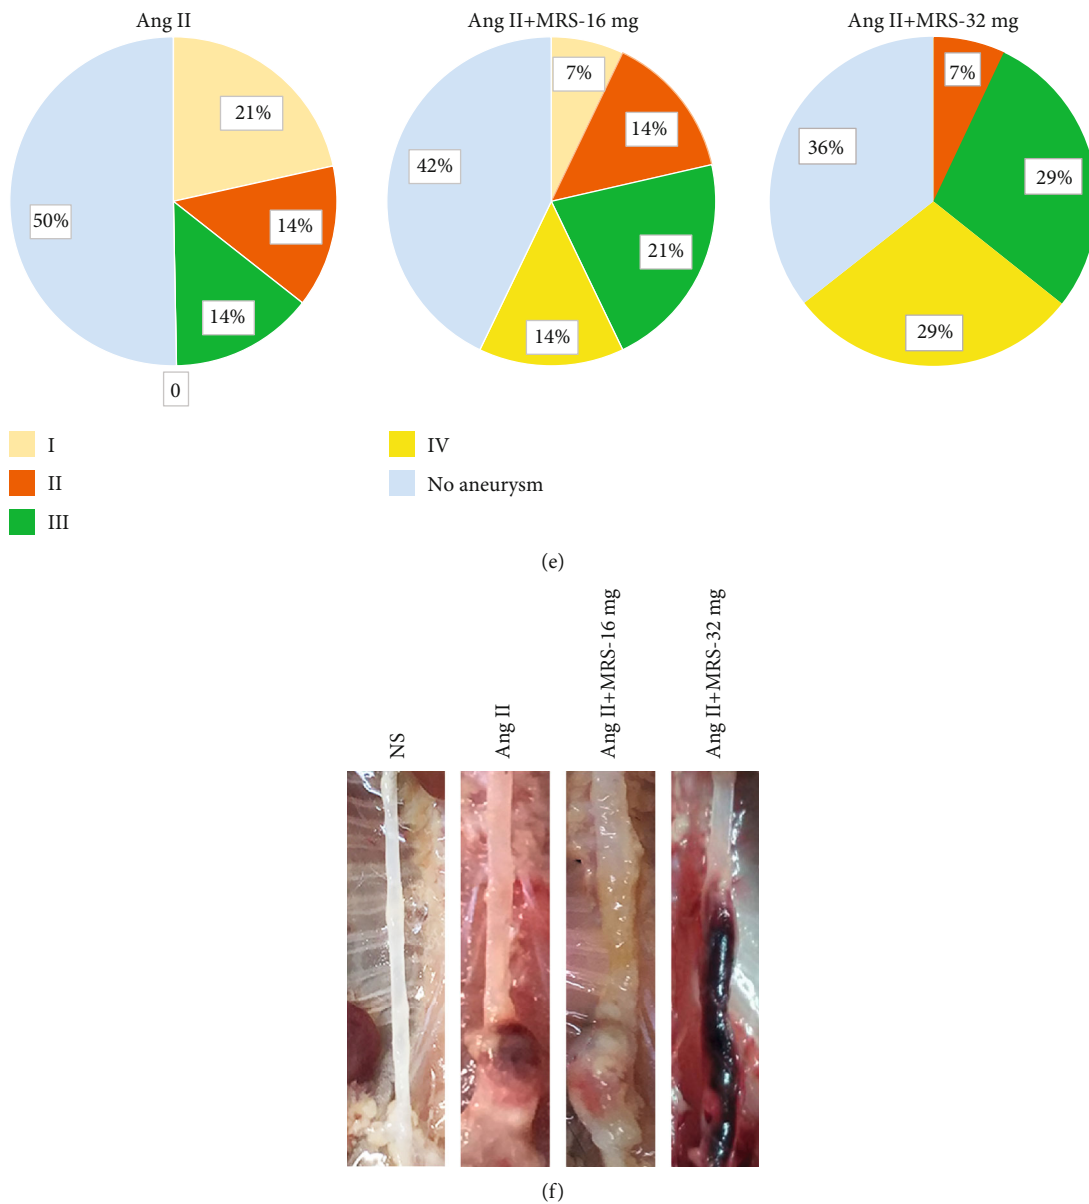 Ang II
Ang II+MRS-16 mg
Ang II+MRS-32 mg
21%
14%
14%
0
50%
7%
14%
21%
14%
42%
7%
29%
29%
36%
I
II
III
IV
No aneurysm
(e)
NS
Ang II
Ang II+MRS-16 mg
Ang II+MRS-32 mg
(f)